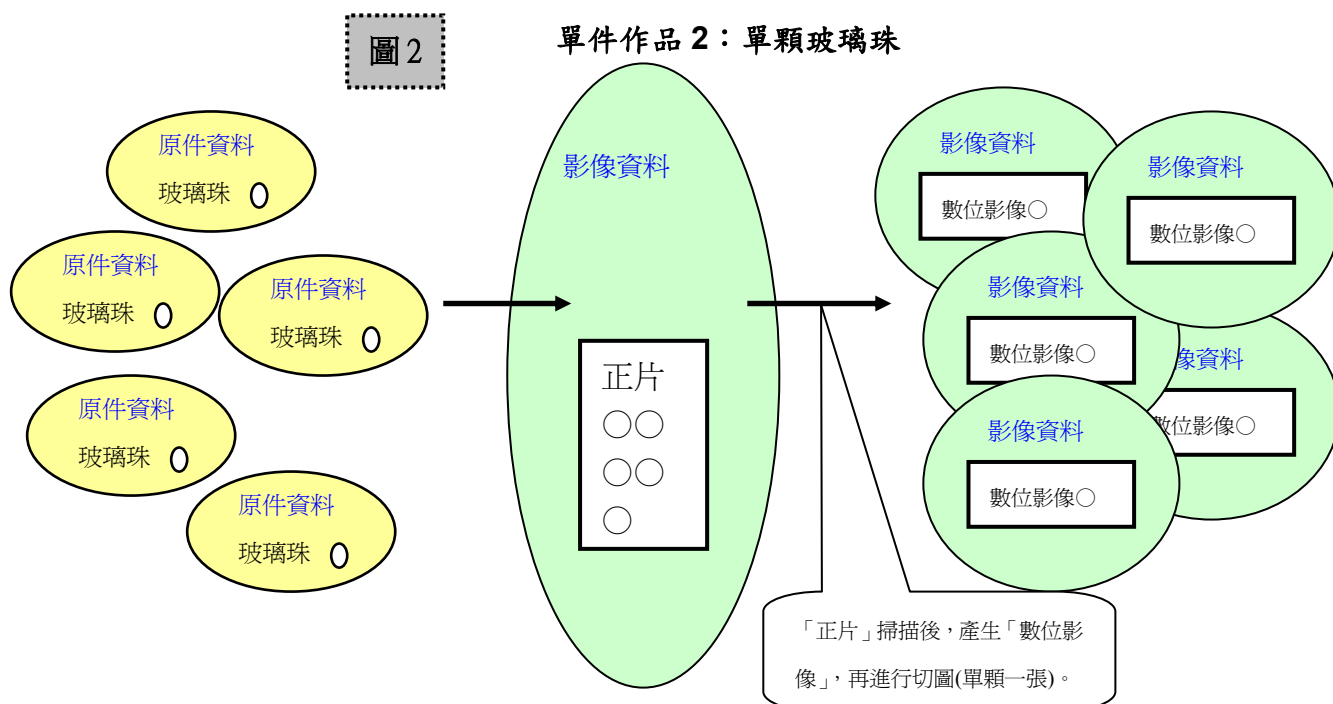 圖2
單件作品 2：單顆玻璃珠
原件資料
玻璃珠
原件資料
玻璃珠
原件資料
玻璃珠
原件資料
玻璃珠
原件資料
玻璃珠
影像資料
正片
○○
○○
○
影像資料
數位影像○
影像資料
數位影像○
影像資料
數位影像○
像資料
數位影像○
影像資料
數位影像○
「正片」掃描後，產生「數位影
像」，再進行切圖(單顆一張)。